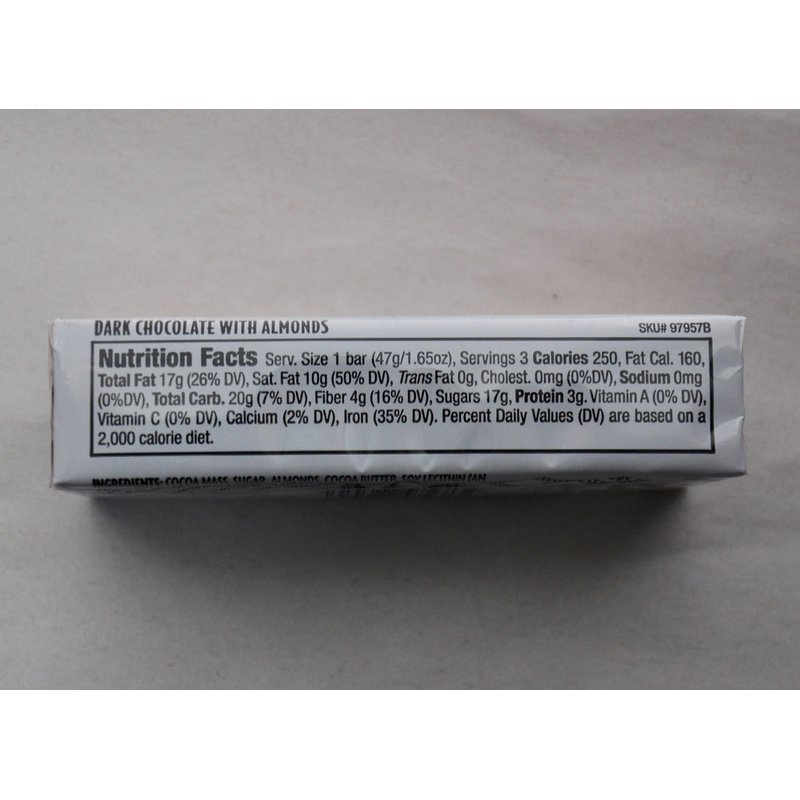 DARK CHOCOLATE WITH ALMONDS
SKU# 97957B
Nutrition Facts Serv. Size 1 bar (47g/1.65oz), Servings 3 Calories 250, Fat Cal. 160,
Total Fat 17g (26% DV), Sat. Fat 10g (50% DV), Trans Fat 0g, Cholest. 0mg (0%DV), Sodium 0mg
(0%DV), Total Carb. 20g (7% DV), Fiber 4g (16% DV), Sugars 17g, Protein 3g. Vitamin A (0% DV),
Vitamin C (0% DV), Calcium (2% DV), Iron (35% DV). Percent Daily Values (DV) are based on a
2,000 calorie diet.
INGREDIENTS: COCOA MASS, SUGAR, ALMONDS, COCOA BUTTER, SOY LECITHIN (AN